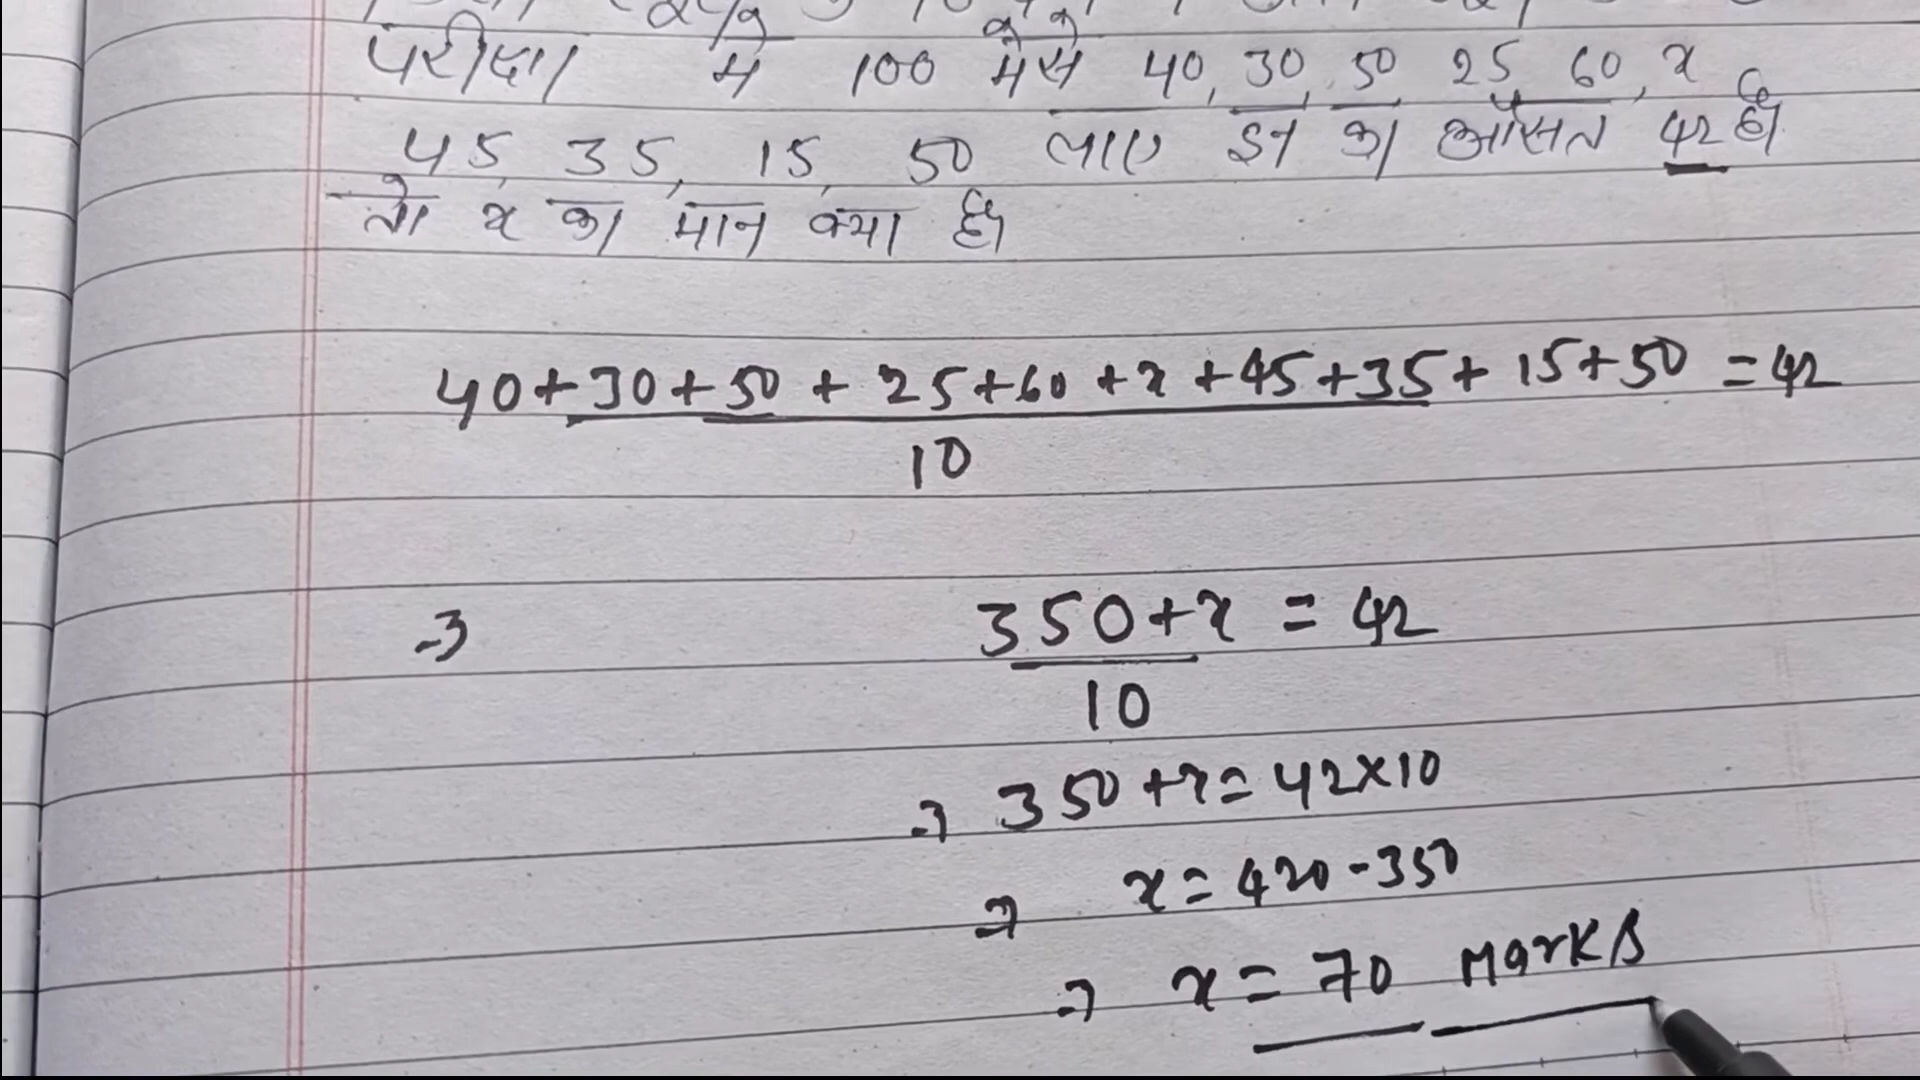 परीक्षा में 100 में से 40, 30, 50, 25, 60, x
45, 35, 15, 50 लाए इन का औसत 42 है
तो x का मान क्या है
40+30+50+25+60+x+45+35+15+50 = 42
10
⇒ 350+x = 42
10
⇒ 350+x = 42×10
⇒ x = 420-350
⇒ x = 70 Marks